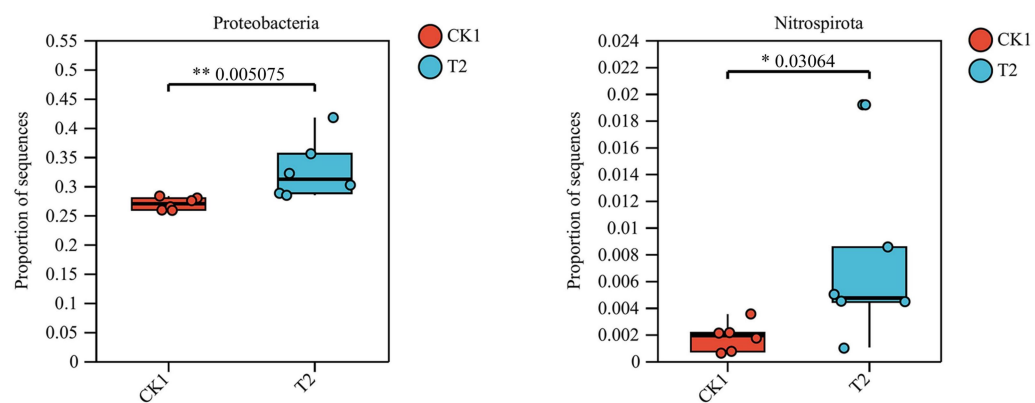 Proteobacteria
0.55
0.5
0.45
0.4
0.35
0.3
0.25
0.2
0.15
0.1
0.05
0
Proportion of sequences
** 0.005075
CK1
T2
CK1
T2
Nitrospirota
0.024
0.022
0.02
0.018
0.016
0.014
0.012
0.01
0.008
0.006
0.004
0.002
0
Proportion of sequences
* 0.03064
CK1
T2
CK1
T2